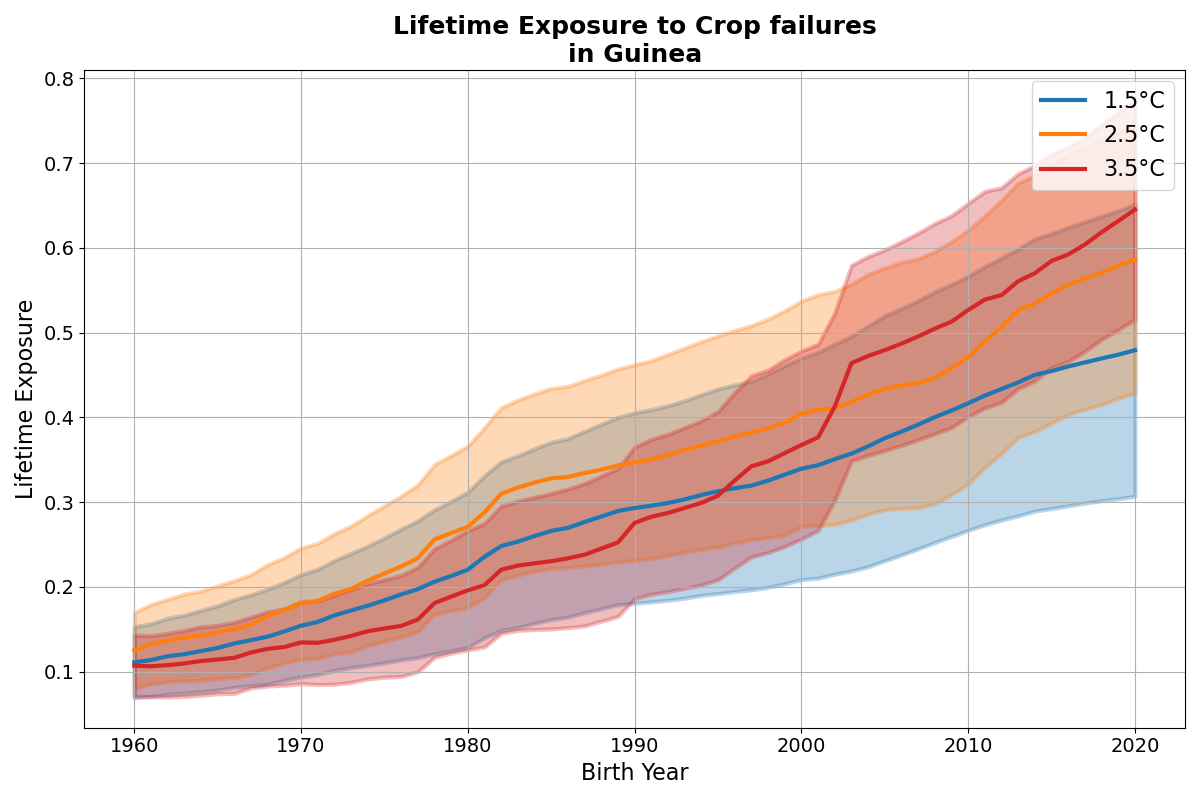 Lifetime Exposure to Crop failures
in Guinea
Lifetime Exposure
0.8
0.7
0.6
0.5
0.4
0.3
0.2
0.1
1.5°C
2.5°C
3.5°C
1960 1970 1980 1990 2000 2010 2020
Birth Year